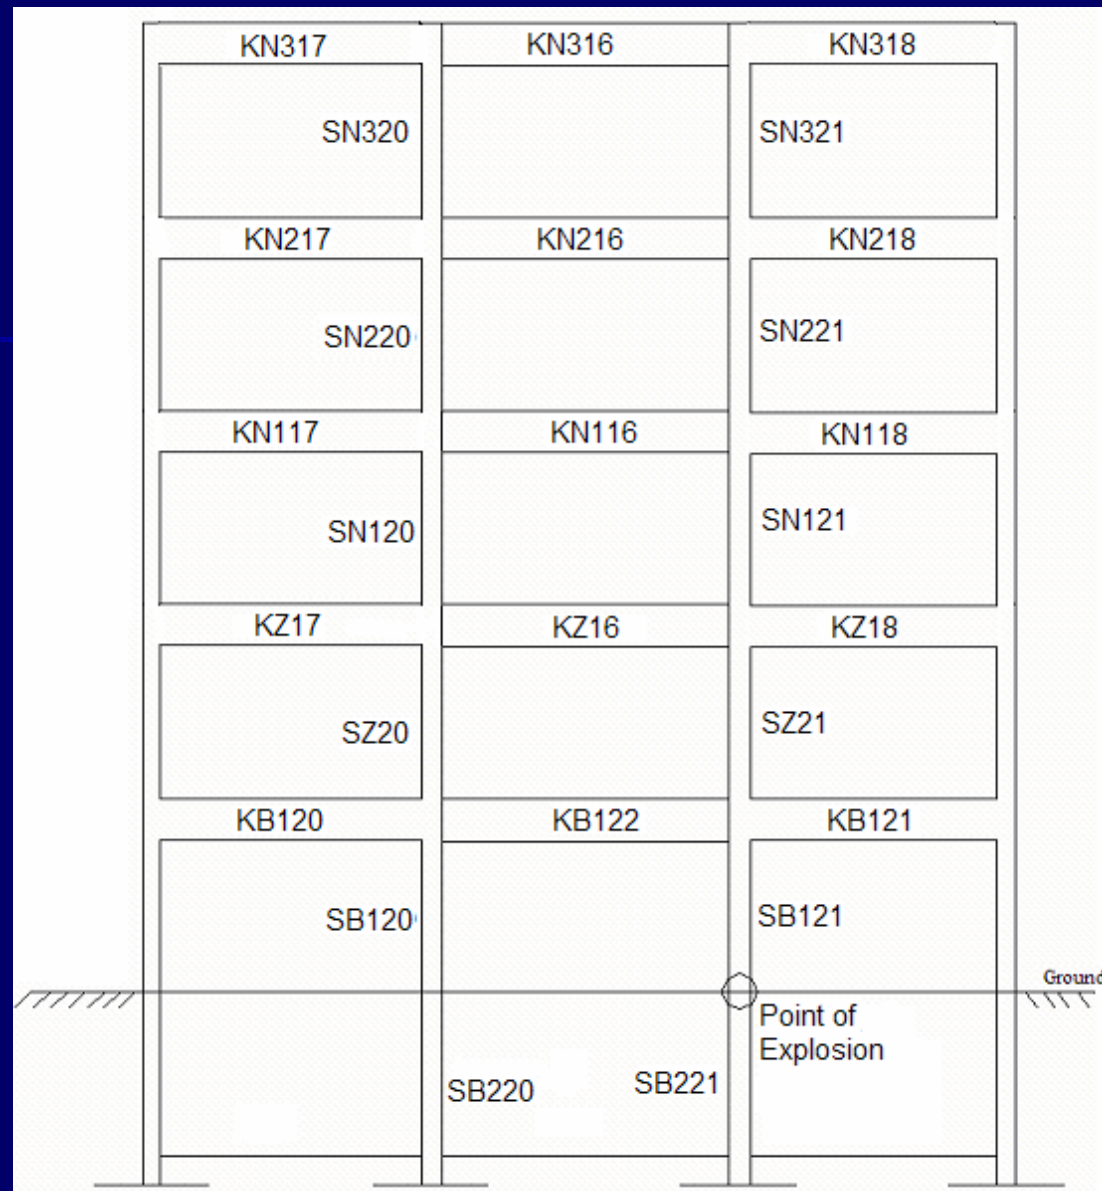 KN317 KN316 KN318
SN320 SN321
KN217 KN216 KN218
SN220 SN221
KN117 KN116 KN118
SN120 SN121
KZ17 KZ16 KZ18
SZ20 SZ21
KB120 KB122 KB121
SB120 SB121
Ground
Point of
Explosion
SB220 SB221